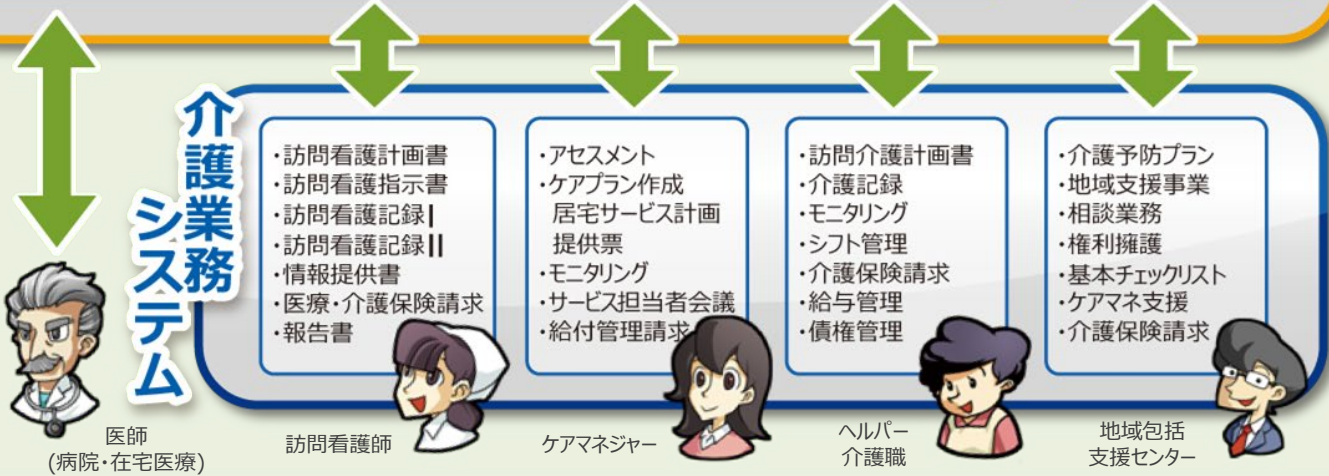 介護業務
システム
・訪問看護計画書
・訪問看護指示書
・訪問看護記録Ⅰ
・訪問看護記録Ⅱ
・情報提供書
・医療・介護保険請求
・報告書
・アセスメント
・ケアプラン作成
居宅サービス計画
提供票
・モニタリング
・サービス担当者会議
・給付管理請求
・訪問介護計画書
・介護記録
・モニタリング
・シフト管理
・介護保険請求
・給与管理
・債権管理
・介護予防プラン
・地域支援事業
・相談業務
・権利擁護
・基本チェックリスト
・ケアマネ支援
・介護保険請求
医師
(病院・在宅医療)
訪問看護師
ケアマネジャー
ヘルパー
介護職
地域包括
支援センター